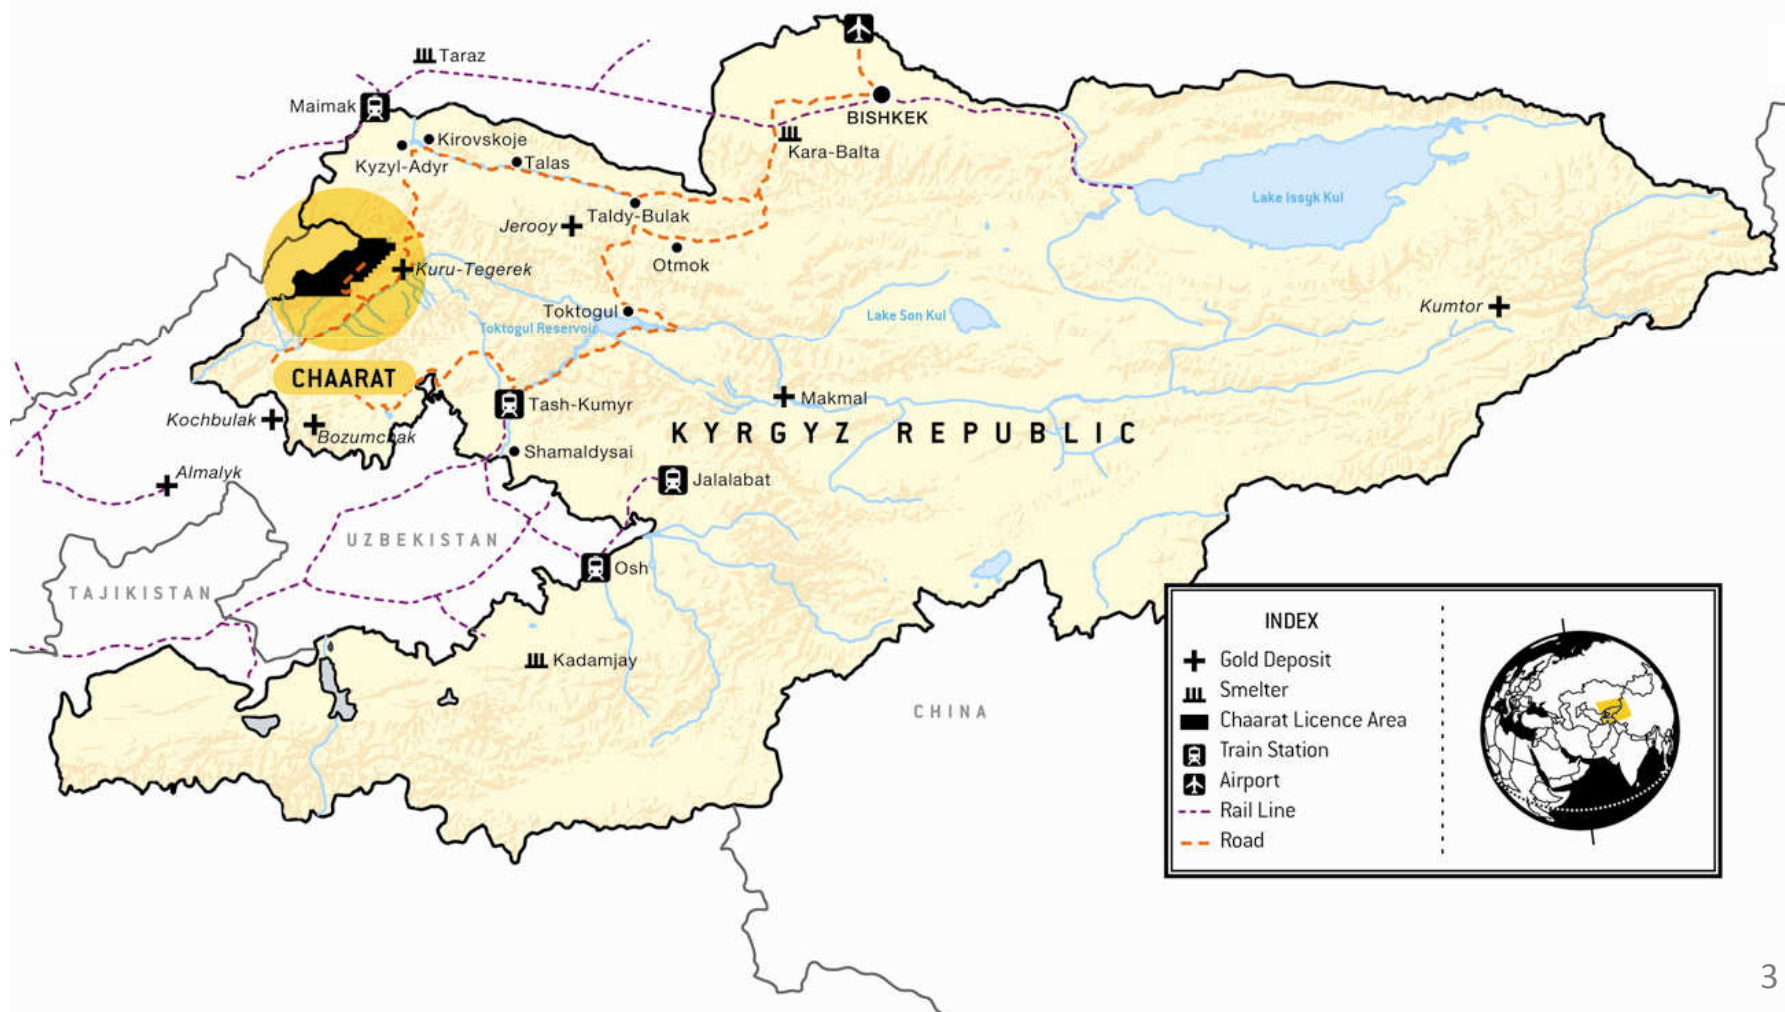 Taraz
Maimak
BISHKEK
Kirovskoje
Kara-Balta
Kyzyl-Adyr
Talas
Lake Issyk Kul
Taldy-Bulak
Jerooy
Otmok
Kuru-Tegerek
Kumtor
Toktogul
Lake Son Kul
Toktogul Reservoir
CHAARAT
Makmal
Tash-Kumyr
Kochbulak
Bozumchak
KYRGYZ REPUBLIC
Shamaldysai
Almalyk
Jalalabat
UZBEKISTAN
Osh
TAJIKISTAN
Kadamjay
CHINA
INDEX
Gold Deposit
Smelter
Chaarat Licence Area
Train Station
Airport
Rail Line
Road
3